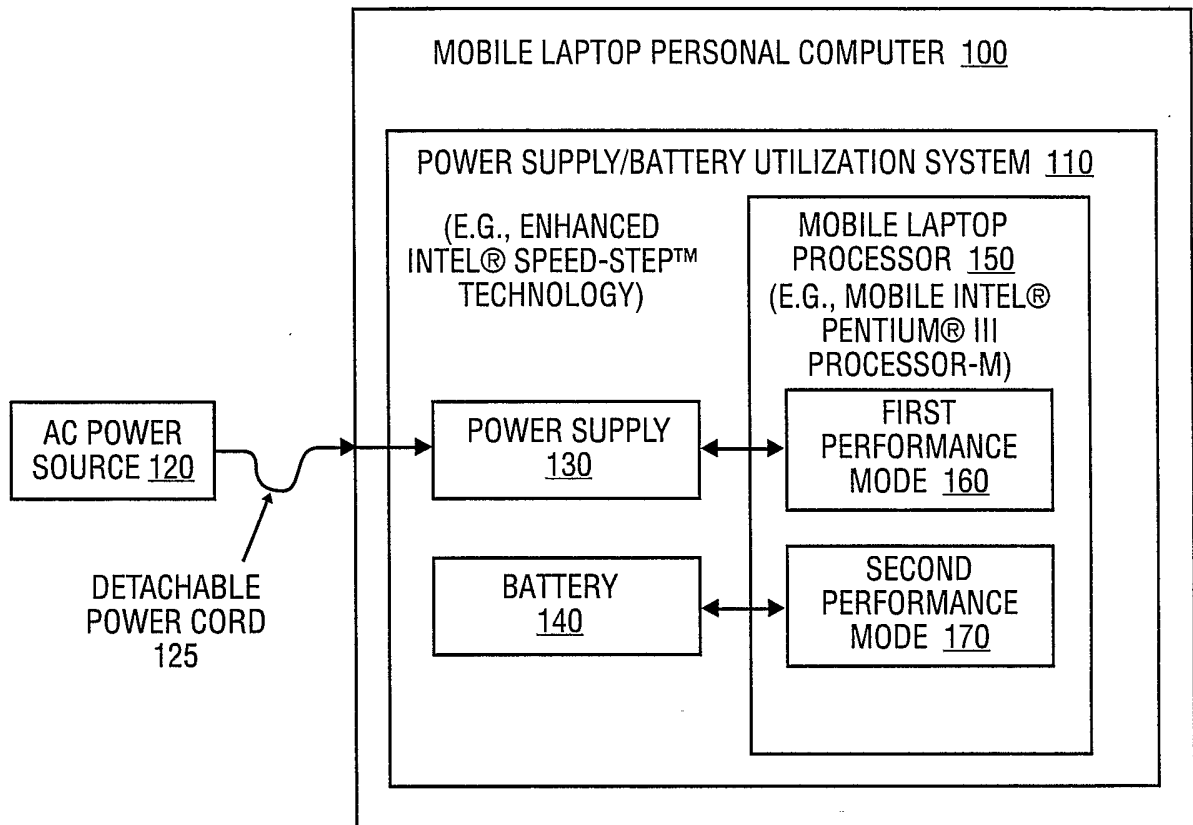 MOBILE LAPTOP PERSONAL COMPUTER 100
POWER SUPPLY/BATTERY UTILIZATION SYSTEM 110
(E.G., ENHANCED
INTEL® SPEED-STEP™
TECHNOLOGY)
MOBILE LAPTOP
PROCESSOR 150
(E.G., MOBILE INTEL®
PENTIUM® III
PROCESSOR-M)
AC POWER
SOURCE 120
POWER SUPPLY
130
FIRST
PERFORMANCE
MODE 160
DETACHABLE
POWER CORD
125
BATTERY
140
SECOND
PERFORMANCE
MODE 170